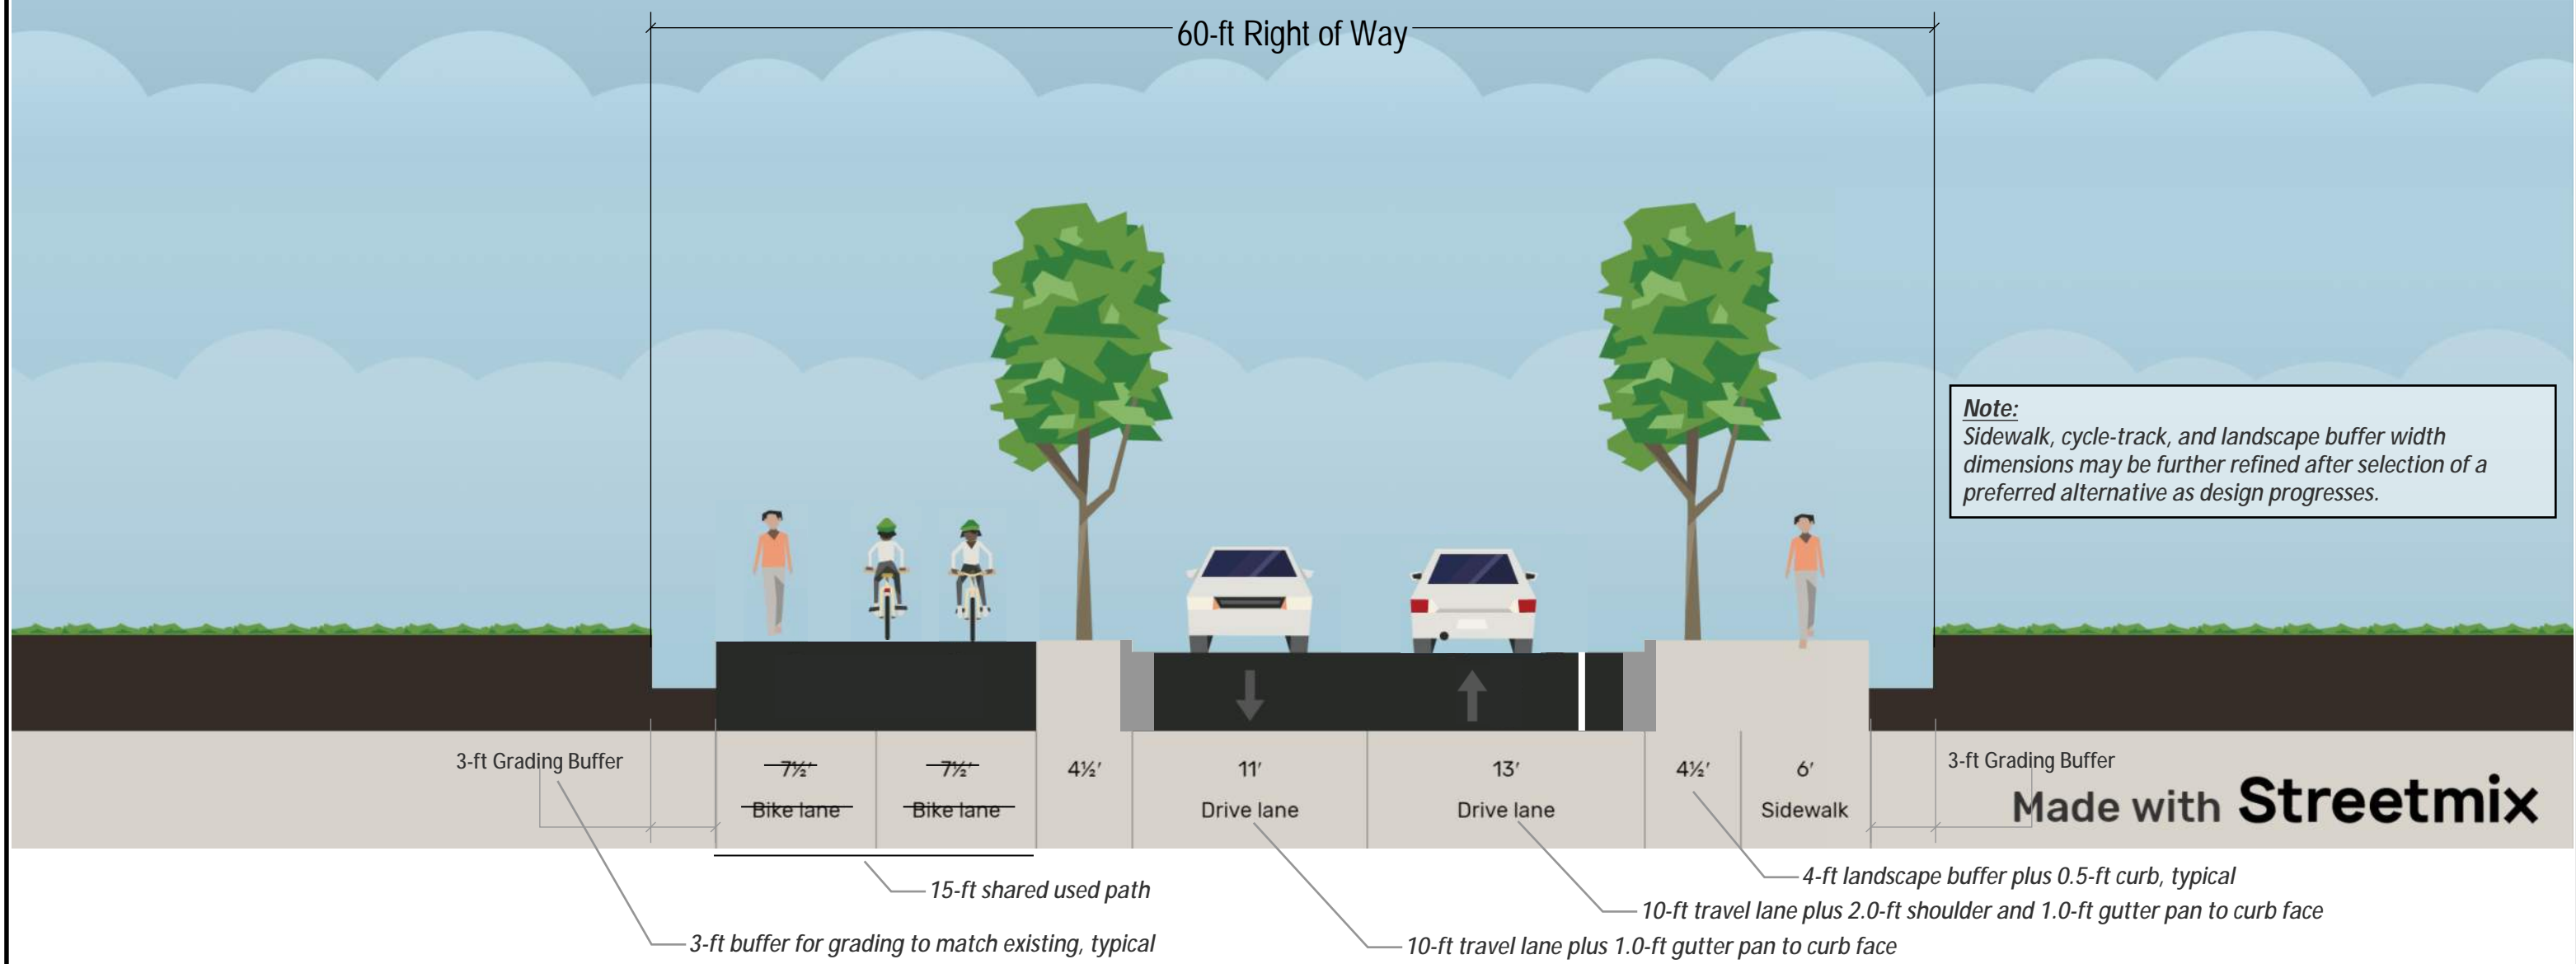 60-ft Right of Way
Note:
Sidewalk, cycle-track, and landscape buffer width
dimensions may be further refined after selection of a
preferred alternative as design progresses.
3-ft Grading Buffer
7½'
7½'
4½'
11'
13'
4½'
6'
3-ft Grading Buffer
Bike lane
Bike lane
Drive lane
Drive lane
Sidewalk
Made with Streetmix
15-ft shared used path
4-ft landscape buffer plus 0.5-ft curb, typical
10-ft travel lane plus 2.0-ft shoulder and 1.0-ft gutter pan to curb face
3-ft buffer for grading to match existing, typical
10-ft travel lane plus 1.0-ft gutter pan to curb face